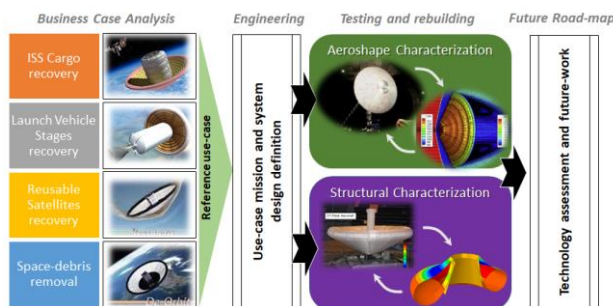 Business Case Analysis
Engineering
Testing and rebuilding
Future Road-map
ISS Cargo
recovery
Launch Vehicle
Stages
recovery
Reusable
Satellites
recovery
Space-debris
removal
Reference use-case
Use-case mission and system
design definition
Aeroshape Characterization
Structural Characterization
Technology assessment and future-work